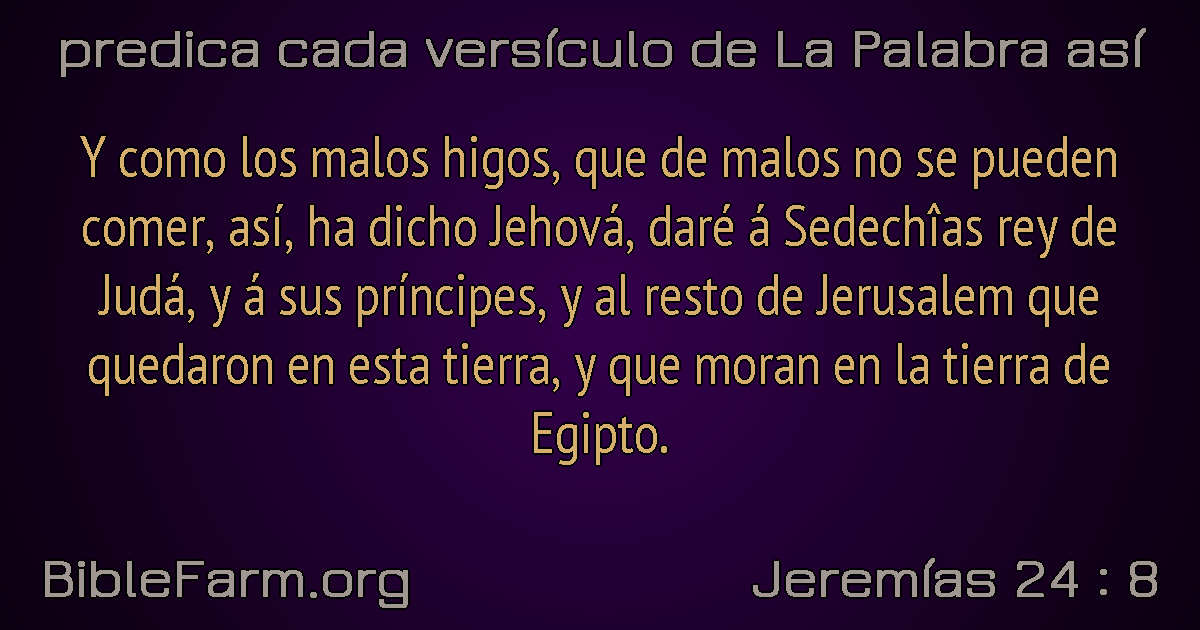 predica cada versículo de La Palabra así
Y como los malos higos, que de malos no se pueden
comer, así, ha dicho Jehová, daré á Sedechîas rey de
Judá, y á sus príncipes, y al resto de Jerusalem que
quedaron en esta tierra, y que moran en la tierra de
Egipto.
BibleFarm.org
Jeremías 24 : 8